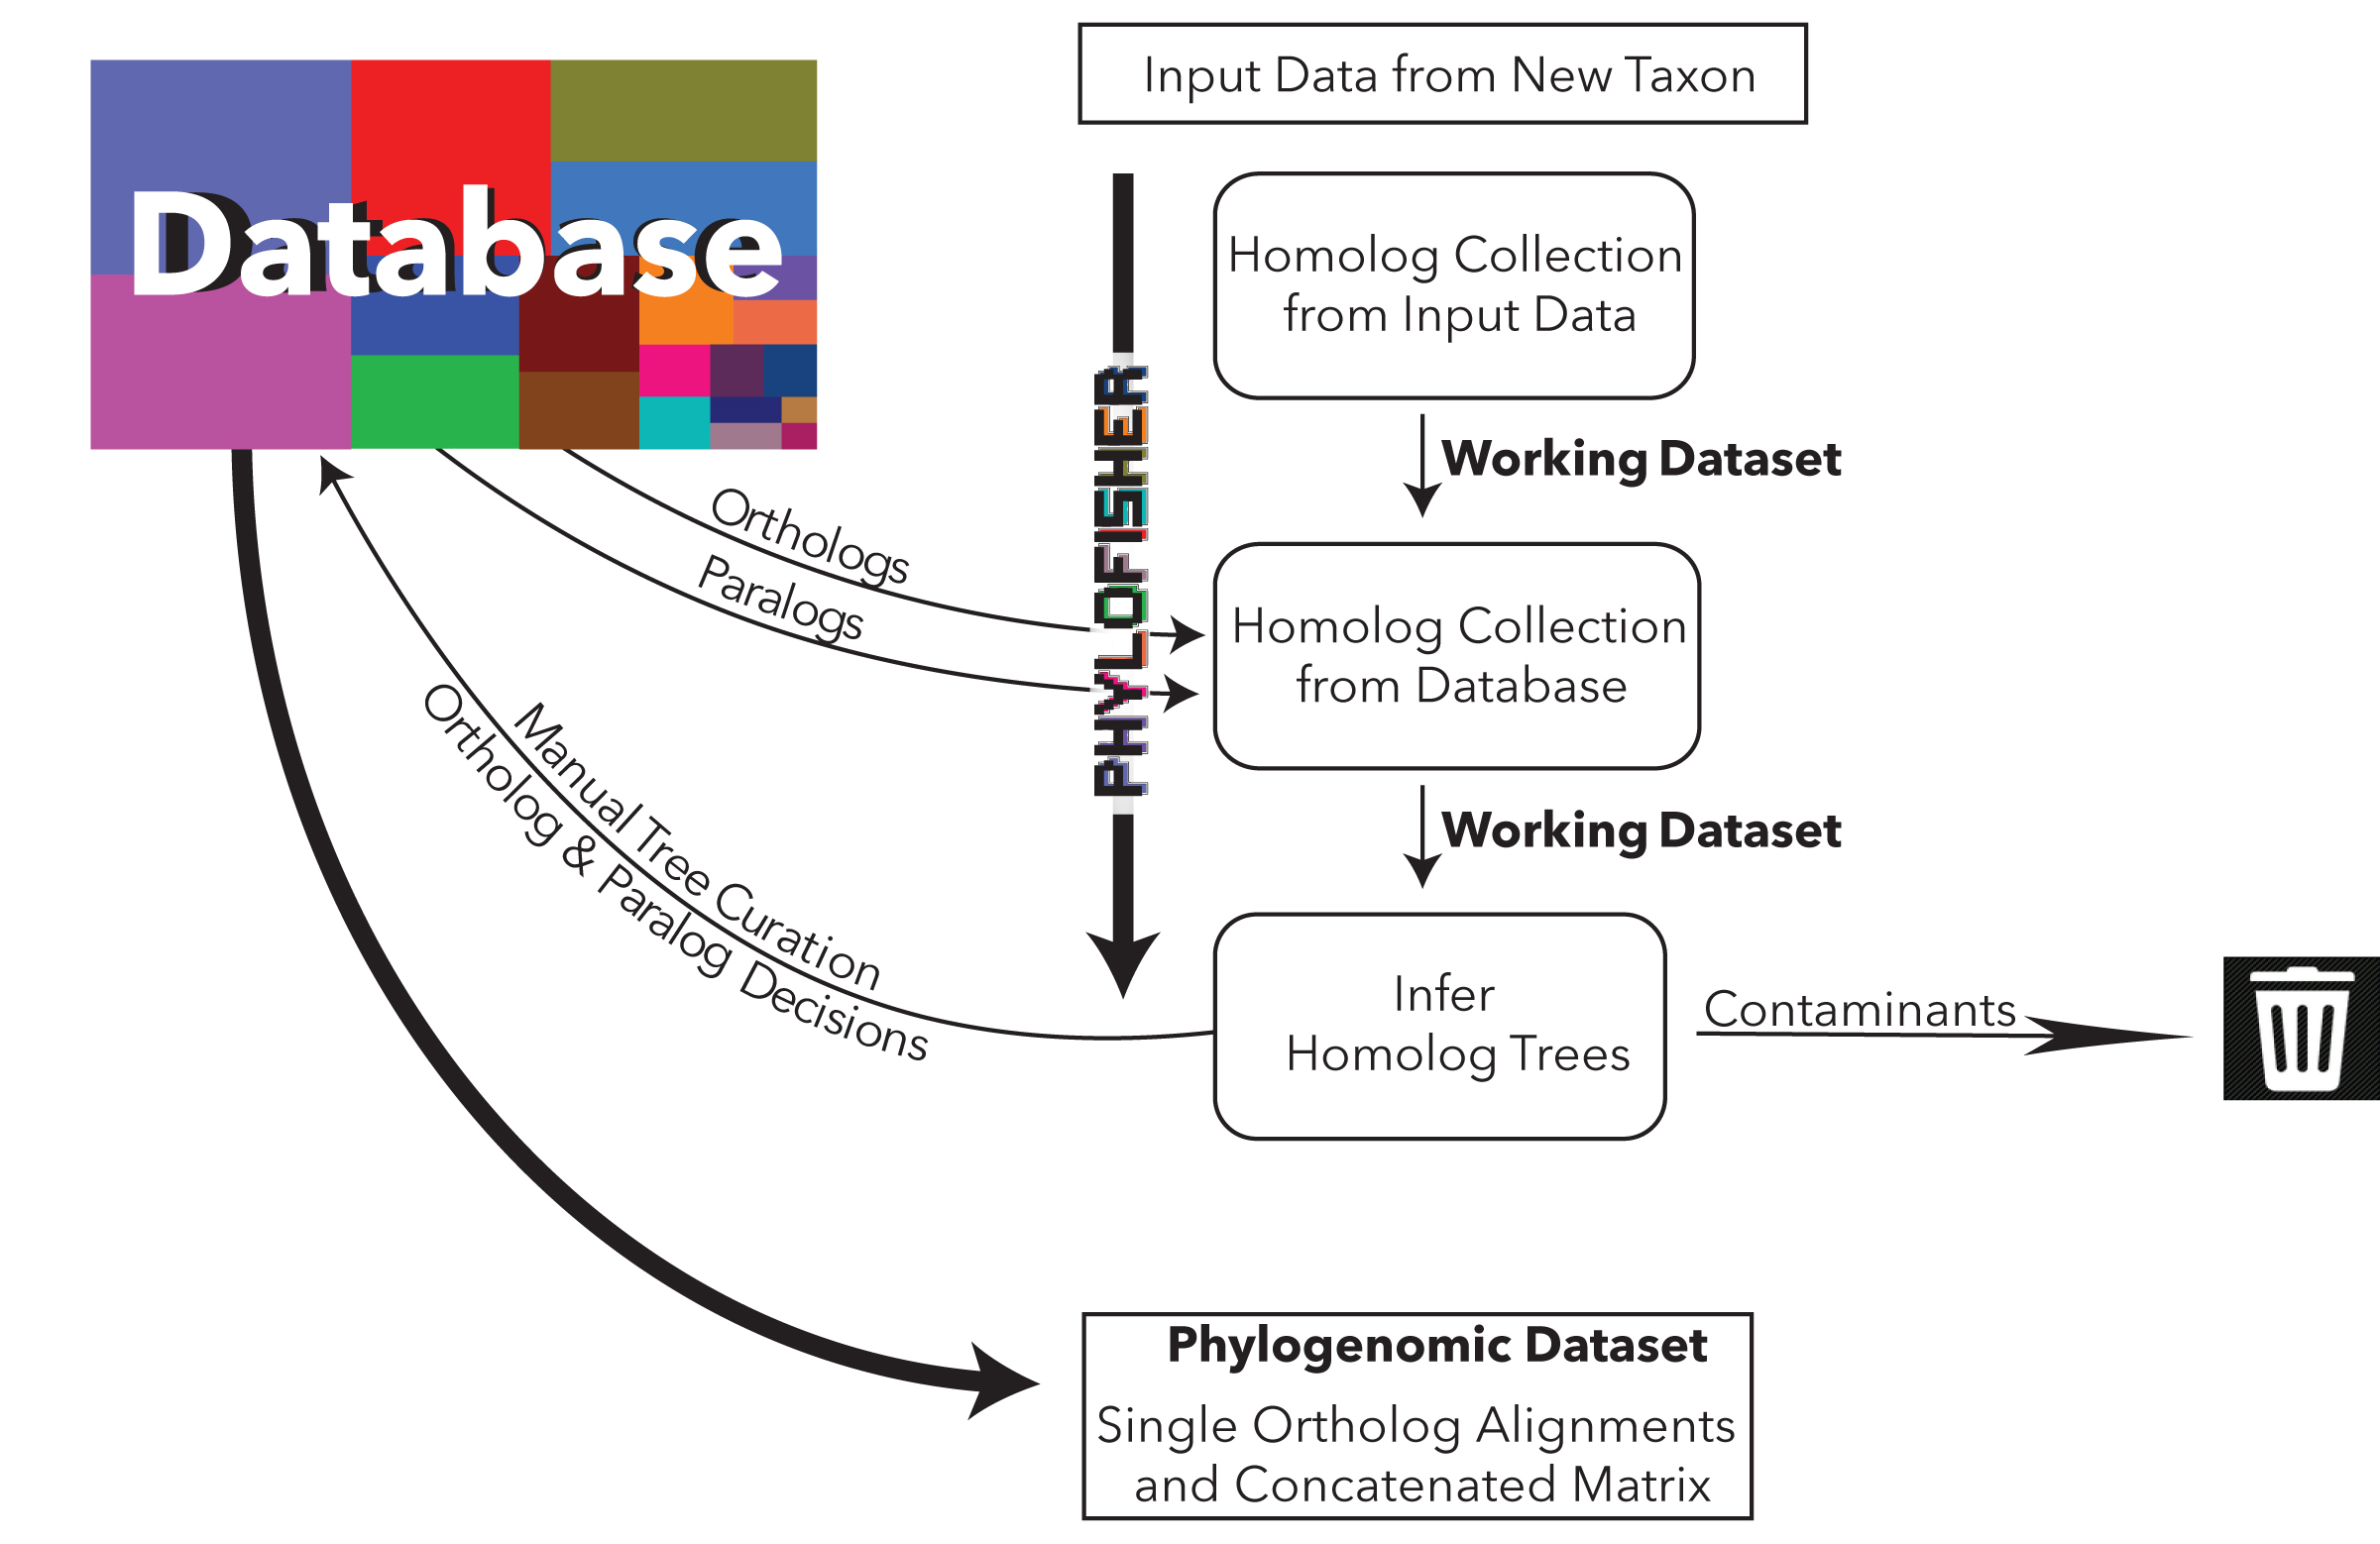 Database
Input Data from New Taxon
Homolog Collection
from Input Data
Working Dataset
PHYLOFISHER
Orthologs
Paralogs
Homolog Collection
from Database
Working Dataset
Manual Tree Curation
Ortholog & Paralog Decisions
Infer
Homolog Trees
Contaminants
Phylogenomic Dataset
Single Ortholog Alignments
and Concatenated Matrix